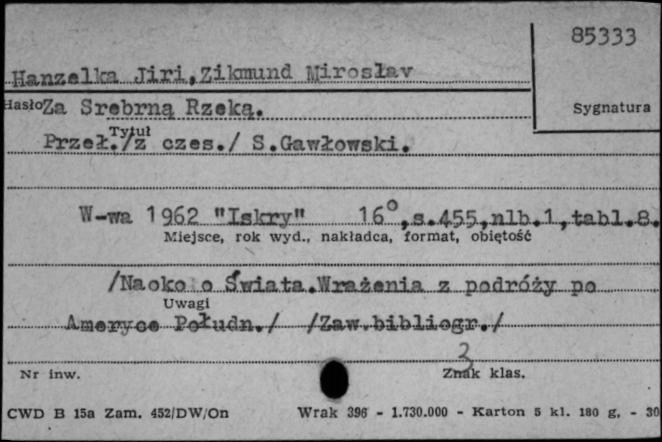 85333
Hanzelka Jiri,Zikmund Mirosław
Hasło Za Srebrną Rzeką.
Sygnatura
Tytuł
Przeł./z czes./ S.Gawłowski.
W-wa 1962 "Iskry" 16°,s.455,nlb.1,tabl.8.
Miejsce, rok wyd., nakładca, format, objętość
/Naoko o Świata.Wrażenia z podróży po
Uwagi
Ameryce Połudn./ /Zaw.bibliogr./
3
Nr inw. Znak klas.
CWD B 15a Zam. 452/DW/On Wrak 396 - 1.730.000 - Karton 5 kl. 180 g. - 30